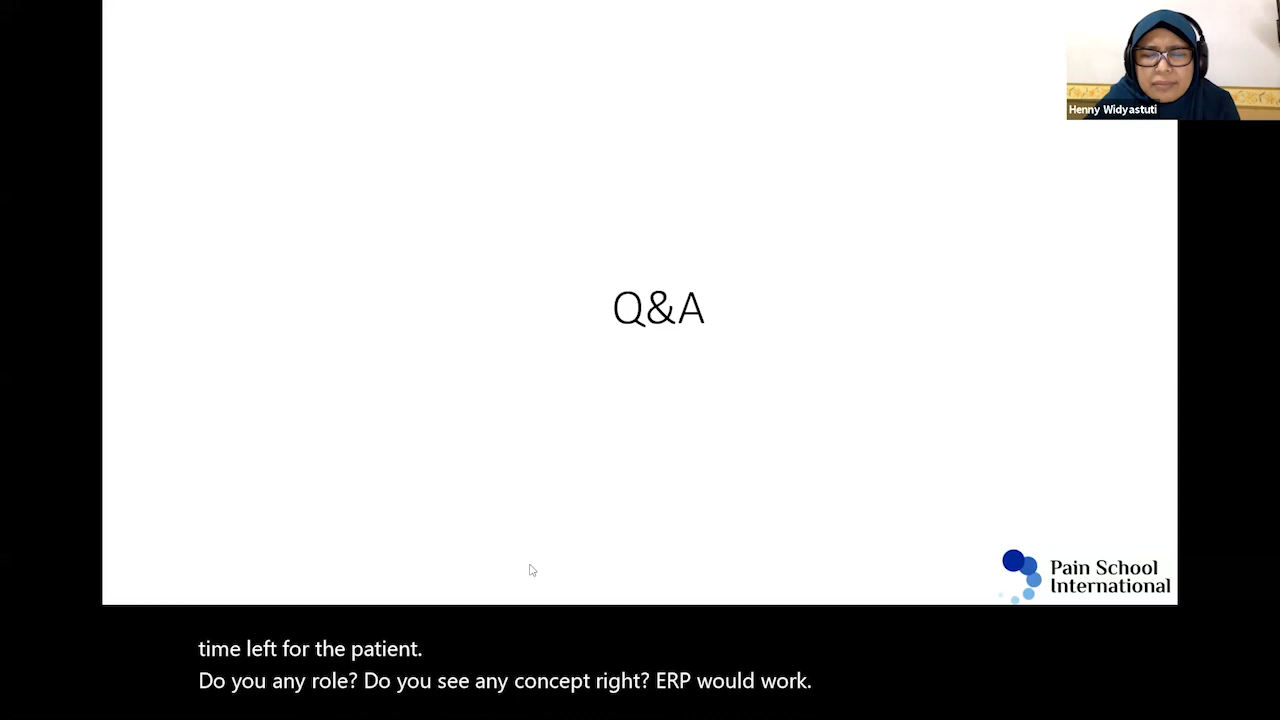 Henny Widyastuti
Q&A
Pain School
International
time left for the patient.
Do you any role? Do you see any concept right? ERP would work.